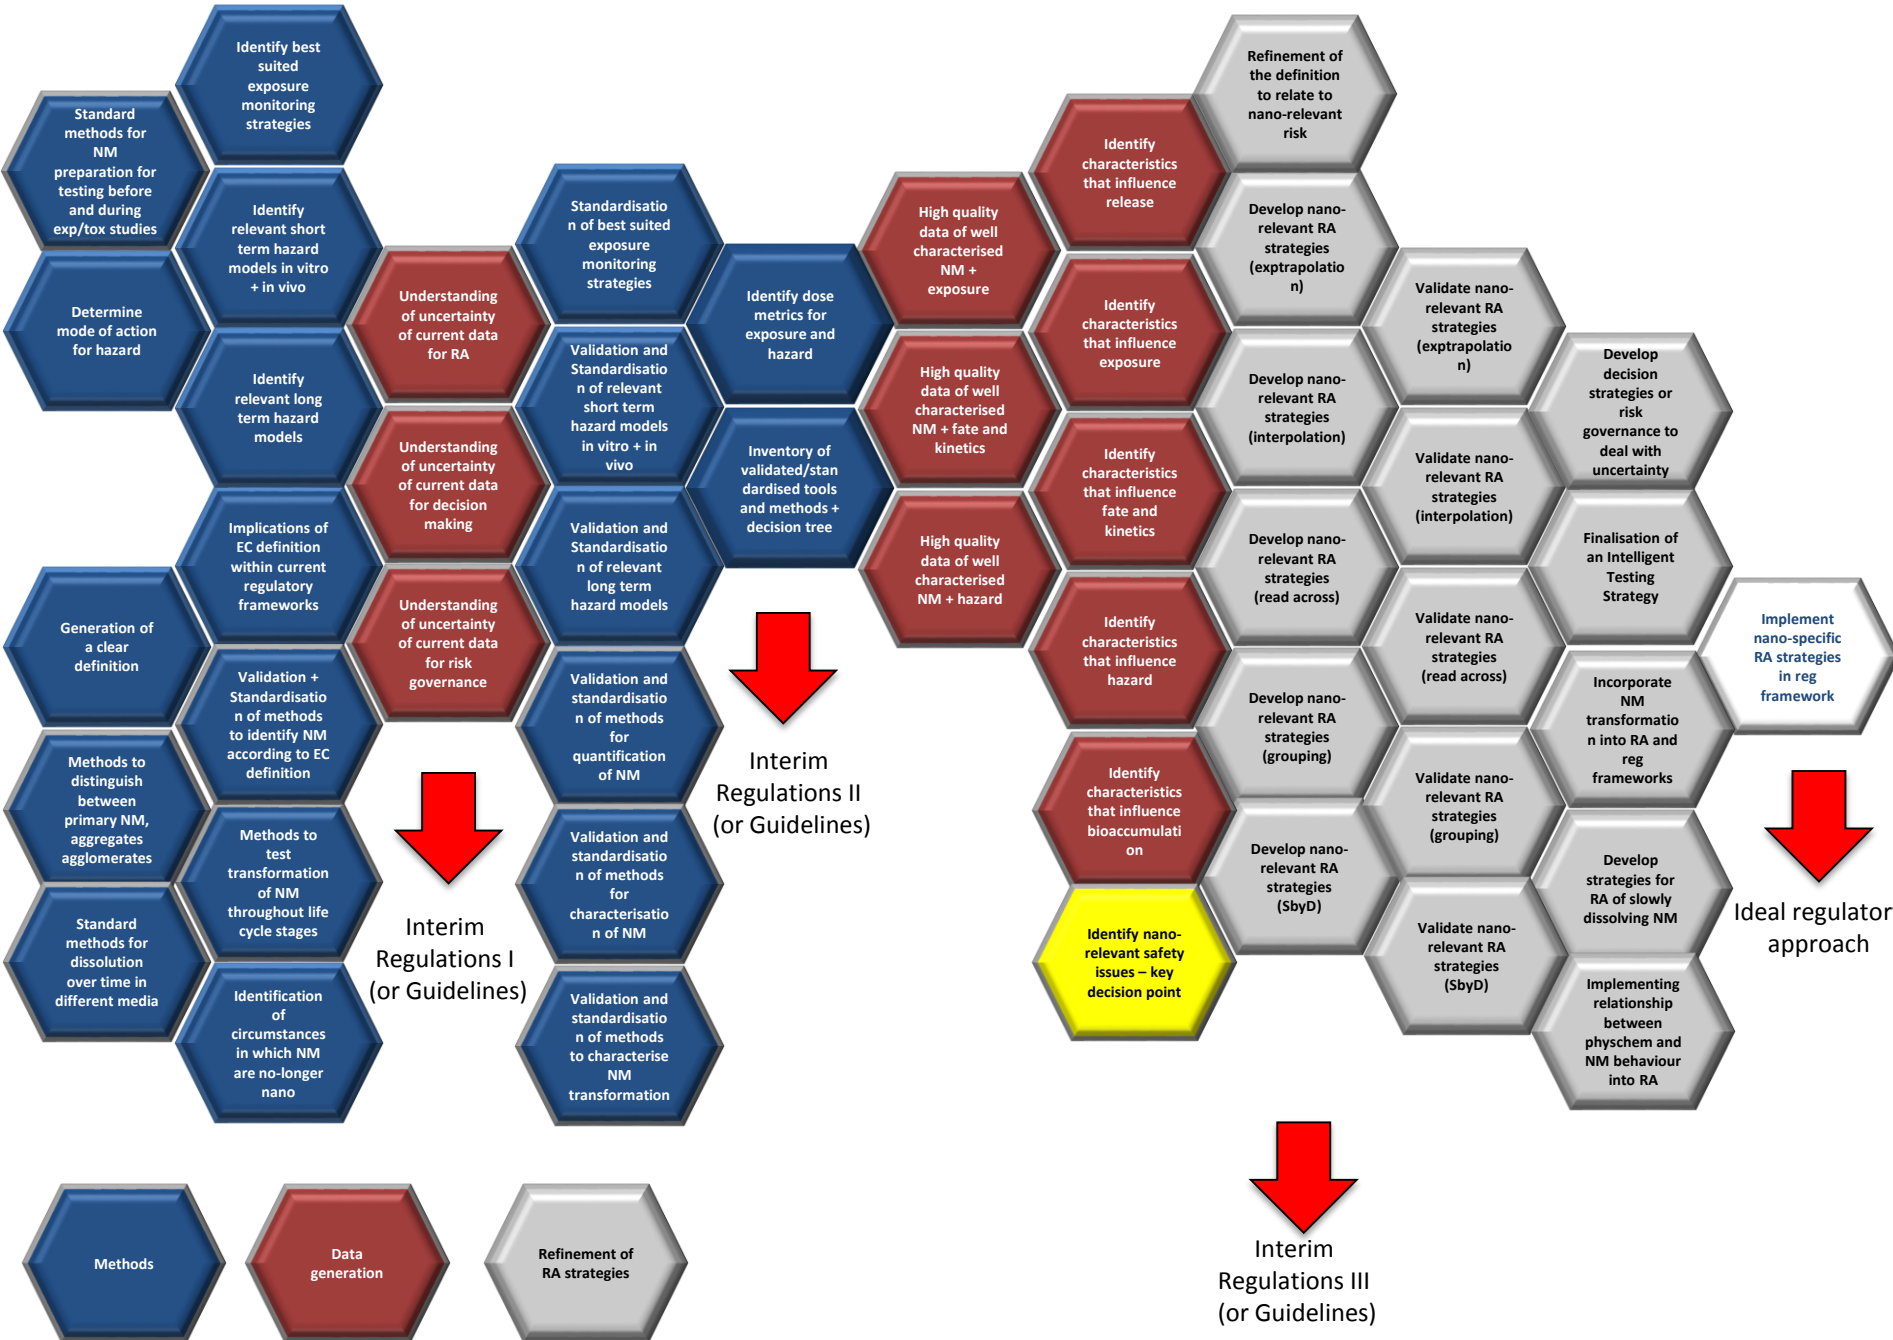 Identify best
suited
exposure
monitoring
strategies
Standard
methods for
NM
preparation for
testing before
and during
exp/tox studies
Identify
relevant short
term hazard
models in vitro
+ in vivo
Determine
mode of action
for hazard
Identify
relevant long
term hazard
models
Implications of
EC definition
within current
regulatory
frameworks
Generation of
a clear
definition
Validation +
Standardisatio
n of methods
to identify NM
according to EC
definition
Methods to
distinguish
between
primary NM,
aggregates
agglomerates
Methods to
test
transformation
of NM
throughout life
cycle stages
Standard
methods for
dissolution
over time in
different media
Identification
of
circumstances
in which NM
are no-longer
nano
Understanding
of uncertainty
of current data
for RA
Understanding
of uncertainty
of current data
for decision
making
Understanding
of uncertainty
of current data
for risk
governance
Interim
Regulations I
(or Guidelines)
Standardisatio
n of best suited
exposure
monitoring
strategies
Validation and
Standardisatio
n of relevant
short term
hazard models
in vitro + in
vivo
Validation and
Standardisatio
n of relevant
long term
hazard models
Validation and
standardisatio
n of methods
for
quantification
of NM
Validation and
standardisatio
n of methods
for
characterisatio
n of NM
Validation and
standardisatio
n of methods
to characterise
NM
transformation
Identify dose
metrics for
exposure and
hazard
Inventory of
validated/stan
dardised tools
and methods +
decision tree
Interim
Regulations II
(or Guidelines)
High quality
data of well
characterised
NM +
exposure
High quality
data of well
characterised
NM + fate and
kinetics
High quality
data of well
characterised
NM + hazard
Identify
characteristics
that influence
release
Identify
characteristics
that influence
exposure
Identify
characteristics
that influence
fate and
kinetics
Identify
characteristics
that influence
hazard
Identify
characteristics
that influence
bioaccumulati
on
Identify nano-
relevant safety
issues – key
decision point
Refinement of
the definition
to relate to
nano-relevant
risk
Develop nano-
relevant RA
strategies
(exptrapolatio
n)
Develop nano-
relevant RA
strategies
(interpolation)
Develop nano-
relevant RA
strategies
(read across)
Develop nano-
relevant RA
strategies
(grouping)
Develop nano-
relevant RA
strategies
(SbyD)
Validate nano-
relevant RA
strategies
(exptrapolatio
n)
Validate nano-
relevant RA
strategies
(interpolation)
Validate nano-
relevant RA
strategies
(read across)
Validate nano-
relevant RA
strategies
(grouping)
Validate nano-
relevant RA
strategies
(SbyD)
Develop
decision
strategies or
risk
governance to
deal with
uncertainty
Finalisation of
an Intelligent
Testing
Strategy
Incorporate
NM
transformatio
n into RA and
reg
frameworks
Develop
strategies for
RA of slowly
dissolving NM
Implementing
relationship
between
physchem and
NM behaviour
into RA
Implement
nano-specific
RA strategies
in reg
framework
Ideal regulator
approach
Interim
Regulations III
(or Guidelines)
Methods
Data
generation
Refinement of
RA strategies